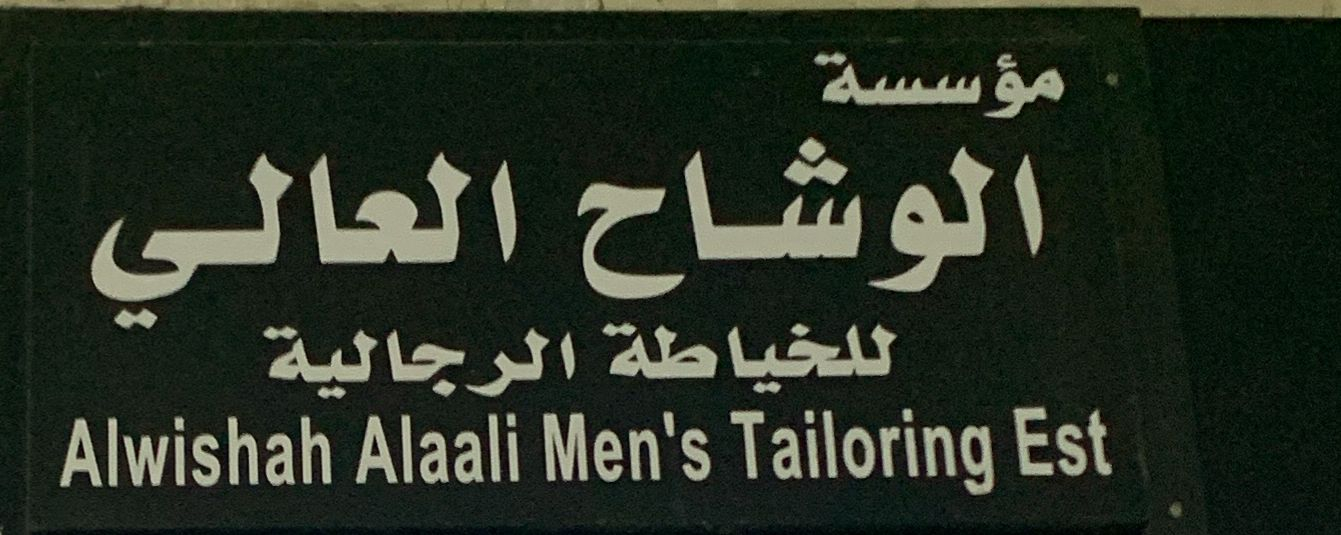 مؤسسة
الوشاح العالي
للخياطة الرجالية
Alwishah Alaali Men's Tailoring Est